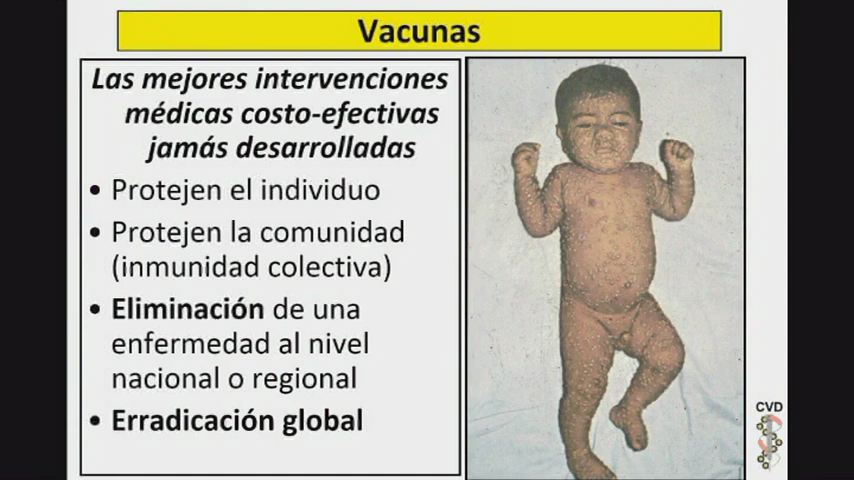 Vacunas
Las mejores intervenciones
médicas costo-efectivas
jamás desarrolladas
• Protejen el individuo
• Protejen la comunidad
(inmunidad colectiva)
• Eliminación de una
enfermedad al nivel
nacional o regional
• Erradicación global
CVD